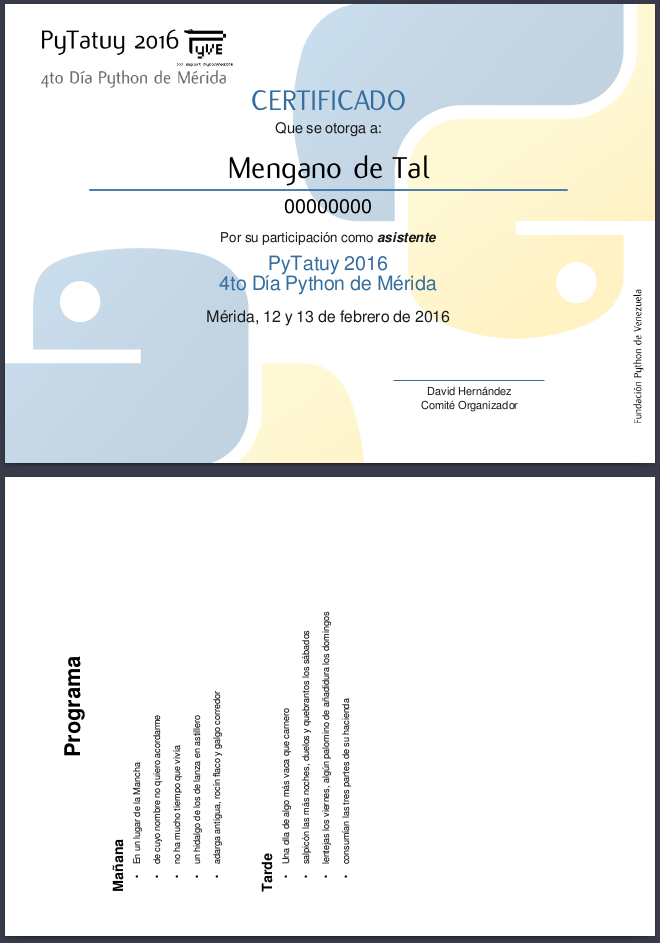 PyTatuy 2016
PyVE
>>> import PyConVe2016
4to Día Python de Mérida
CERTIFICADO
Que se otorga a:
Mengano de Tal
00000000
Por su participación como asistente
PyTatuy 2016
4to Día Python de Mérida
Mérida, 12 y 13 de febrero de 2016
David Hernández
Comité Organizador
Fundación Python de Venezuela
Programa
Mañana
• En un lugar de la Mancha
• de cuyo nombre no quiero acordarme
• no ha mucho tiempo que vivía
• un hidalgo de los de lanza en astillero
• adarga antigua, rocín flaco y galgo corredor
Tarde
• Una olla de algo más vaca que carnero
• salpicón las más noches, duelos y quebrantos los sábados
• lentejas los viernes, algún palomino de añadidura los domingos
• consumían las tres partes de su hacienda